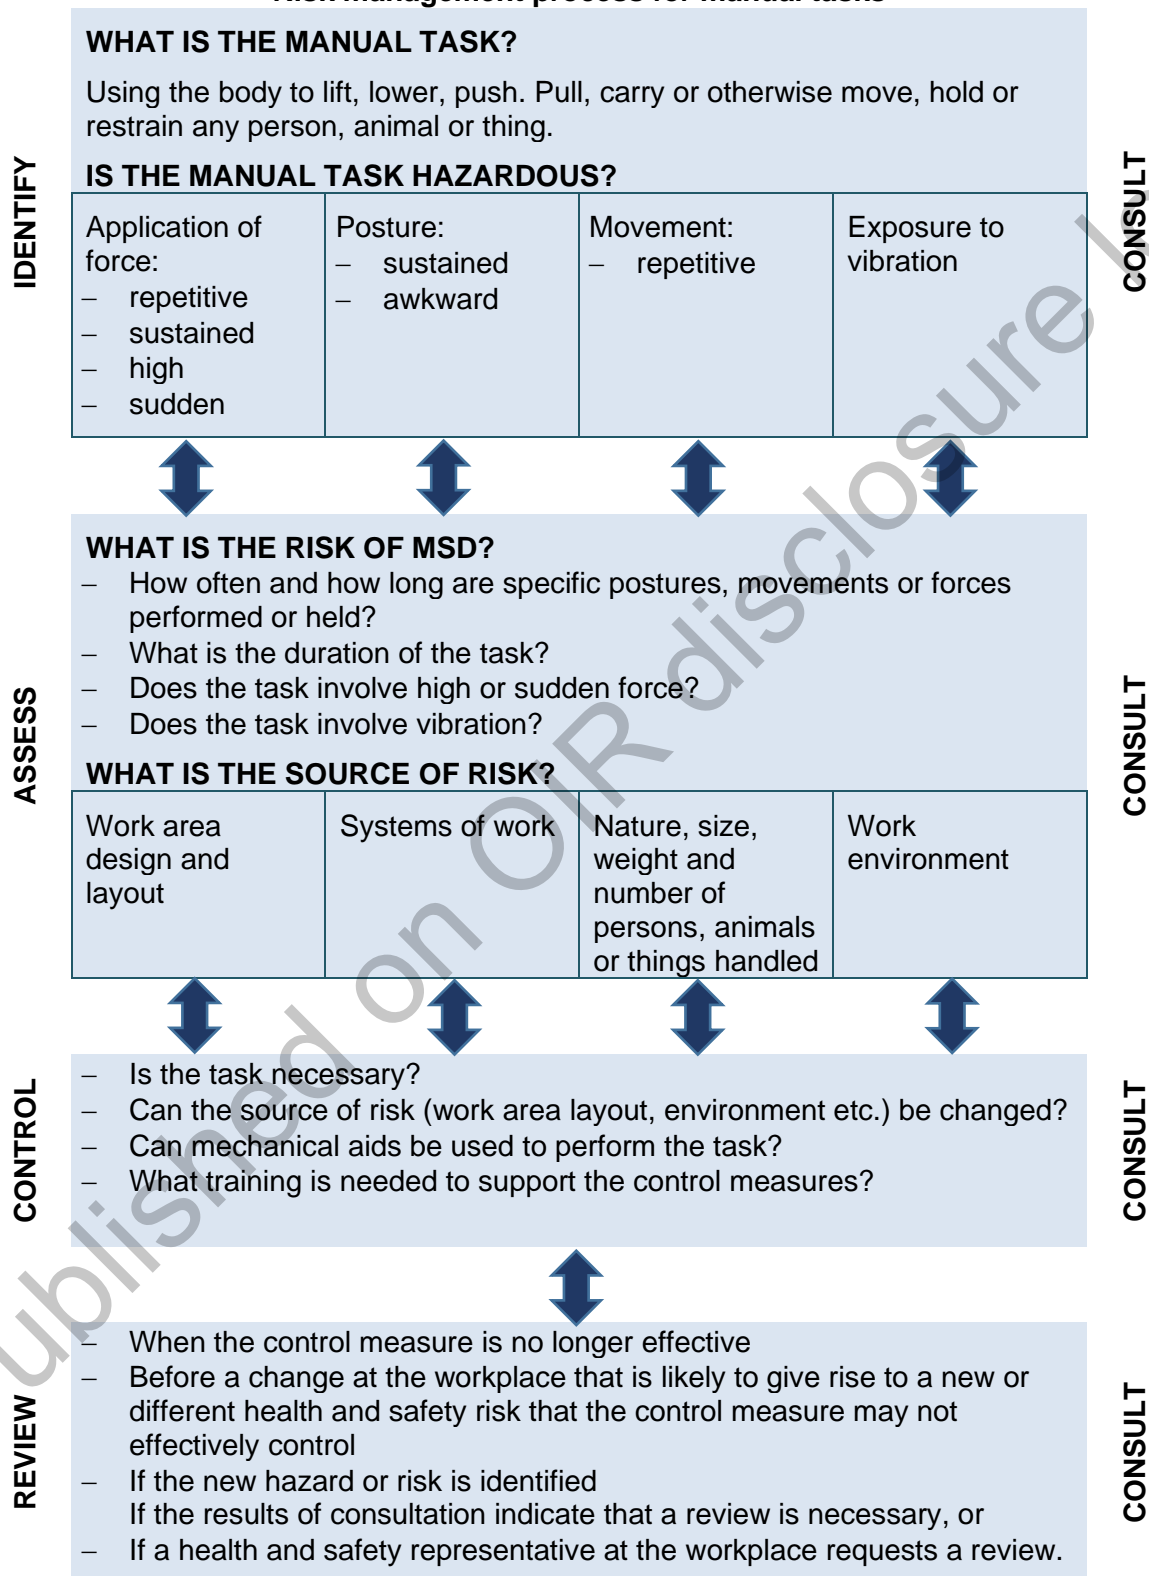 Risk management process for manual tasks
WHAT IS THE MANUAL TASK?
Using the body to lift, lower, push. Pull, carry or otherwise move, hold or
restrain any person, animal or thing.
IS THE MANUAL TASK HAZARDOUS?
IDENTIFY
CONSULT
Application of
force:
– repetitive
– sustained
– high
– sudden
Posture:
– sustained
– awkward
Movement:
– repetitive
Exposure to
vibration
WHAT IS THE RISK OF MSD?
– How often and how long are specific postures, movements or forces
performed or held?
– What is the duration of the task?
– Does the task involve high or sudden force?
– Does the task involve vibration?
ASSESS
CONSULT
WHAT IS THE SOURCE OF RISK?
Work area
design and
layout
Systems of work
Nature, size,
weight and
number of
persons, animals
or things handled
Work
environment
CONTROL
CONSULT
– Is the task necessary?
– Can the source of risk (work area layout, environment etc.) be changed?
– Can mechanical aids be used to perform the task?
– What training is needed to support the control measures?
REVIEW
CONSULT
– When the control measure is no longer effective
– Before a change at the workplace that is likely to give rise to a new or
different health and safety risk that the control measure may not
effectively control
– If the new hazard or risk is identified
If the results of consultation indicate that a review is necessary, or
– If a health and safety representative at the workplace requests a review.
ublished on OIR disclosure